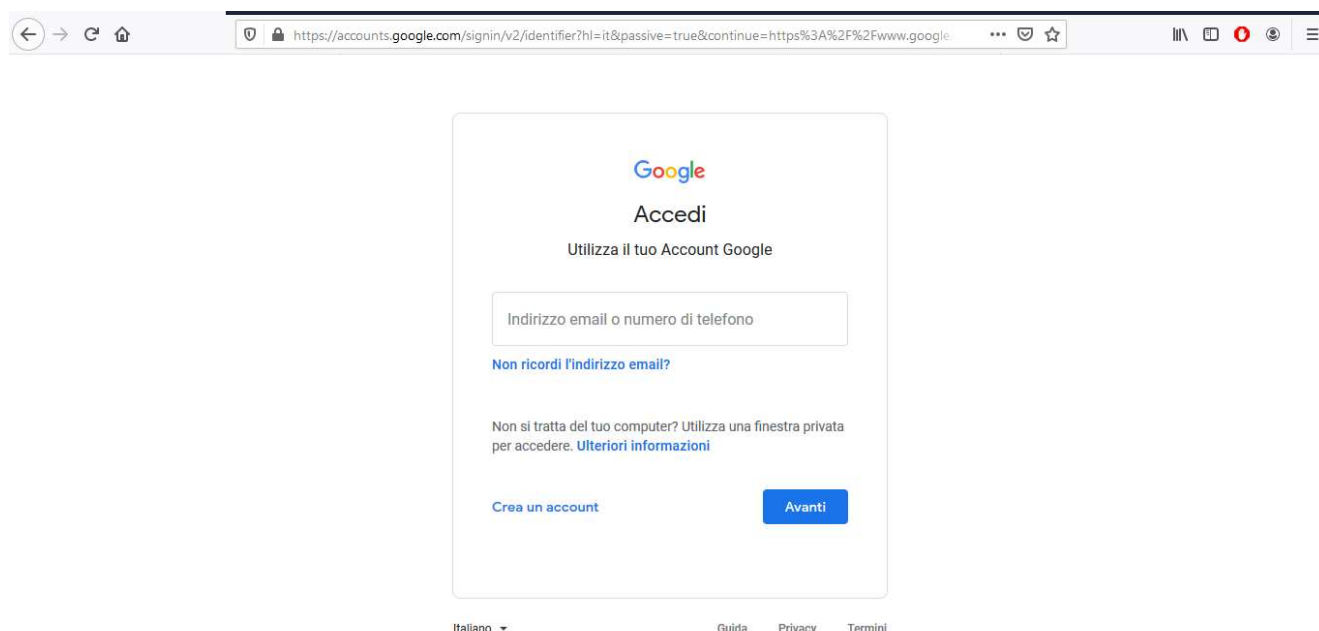 https://accounts.google.com/signin/v2/identifier?hl=it&passive=true&continue=https%3A%2F%2Fwww.google.
Google
Accedi
Utilizza il tuo Account Google
Indirizzo email o numero di telefono
Non ricordi l'indirizzo email?
Non si tratta del tuo computer? Utilizza una finestra privata
per accedere. Ulteriori informazioni
Crea un account Avanti
Italiano Guida Privacy Termini